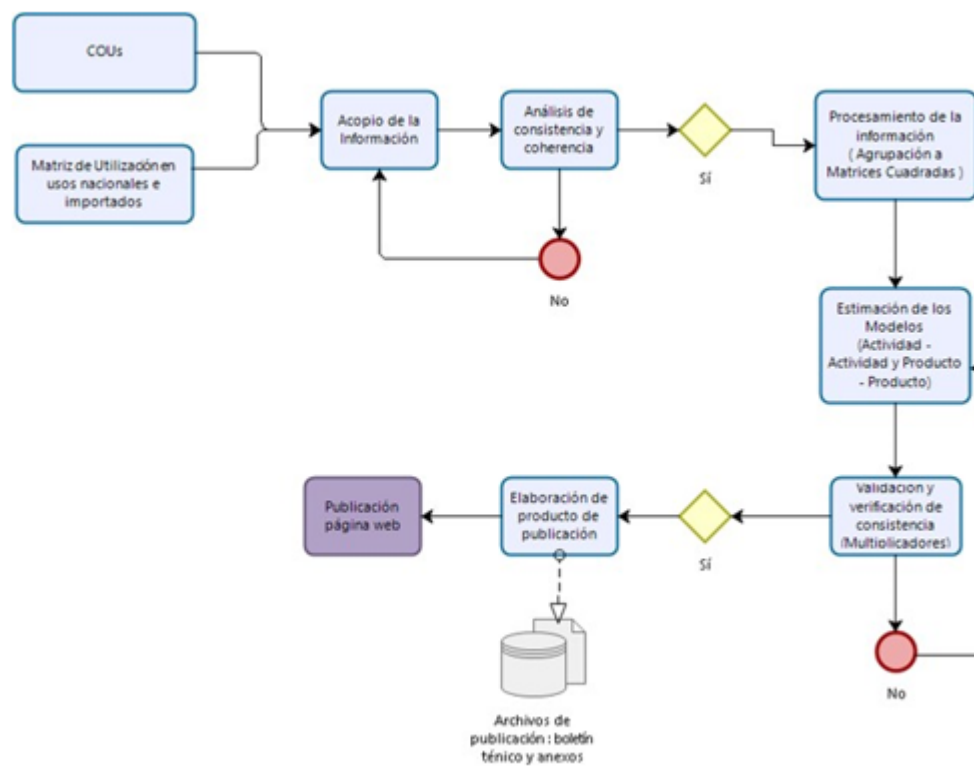 COUs
Matriz de Utilización en
usos nacionales e
importados
Acopio de la
Información
Análisis de
consistencia y
coherencia
Sí
No
Procesamiento de la
información
( Agrupación a
Matrices Cuadradas )
Estimación de los
Modelos
(Actividad -
Actividad y Producto
- Producto)
Validación y
verificación de
consistencia
(Multiplicadores)
No
Sí
Elaboración de
producto de
publicación
Publicación
página web
Archivos de
publicación : boletín
ténico y anexos